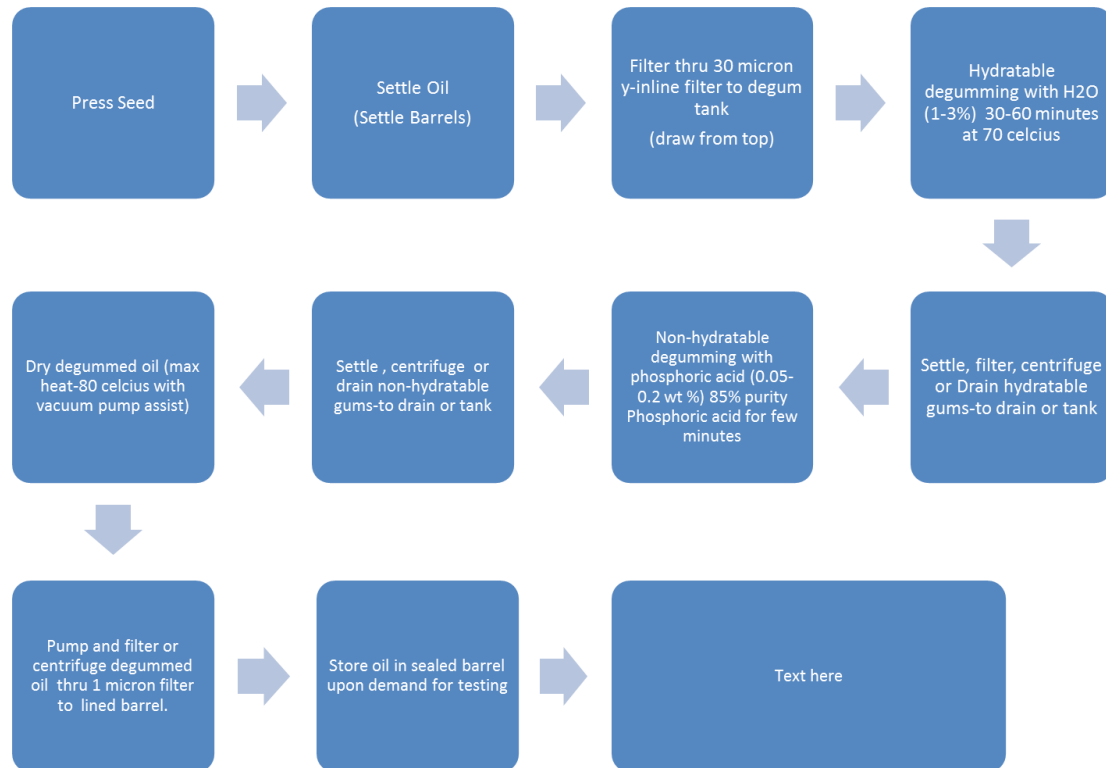 Press Seed
Settle Oil
(Settle Barrels)
Filter thru 30 micron
y-inline filter to degum
tank
(draw from top)
Hydratable
degumming with H2O
(1-3%)  30-60 minutes
at 70 celcius
Settle, filter, centrifuge
or Drain hydratable
gums-to drain or tank
Non-hydratable
degumming with
phosphoric acid (0.05-
0.2 wt %) 85% purity
Phosphoric acid for few
minutes
Settle , centrifuge  or
drain non-hydratable
gums-to drain or tank
Dry degummed oil (max
heat-80 celcius with
vacuum pump assist)
Pump and filter or
centrifuge degummed
oil  thru 1 micron filter
to  lined barrel.
Store oil in sealed barrel
upon demand for testing
Text here